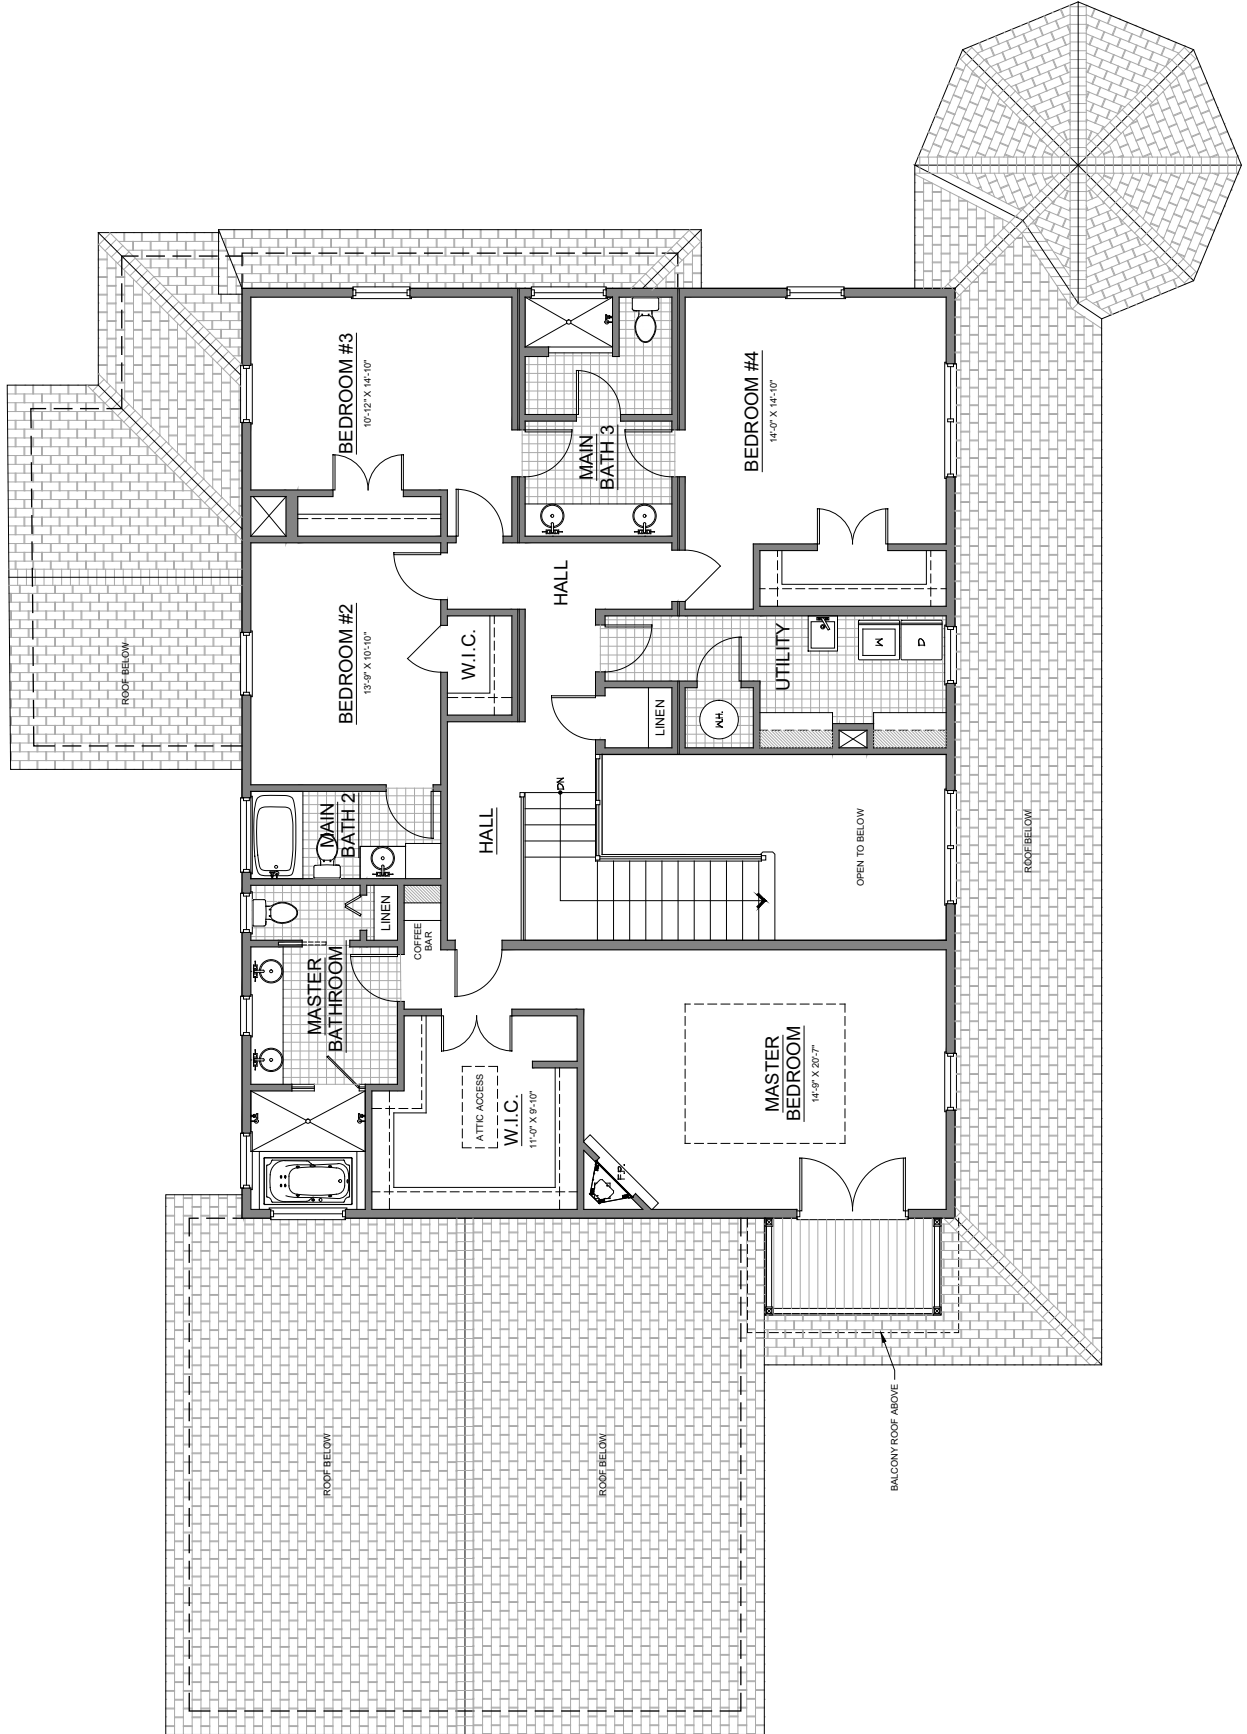 BEDROOM #3
10'-12" X 14'-10"
MAIN
BATH 3
BEDROOM #4
14'-0" X 14'-10"
HALL
BEDROOM #2
13'-9" X 10'-10"
W.I.C.
UTILITY
M
D
H.W.
LINEN
ROOF BELOW
MAIN
BATH 2
HALL
DN
OPEN TO BELOW
ROOF BELOW
LINEN
COFFEE
BAR
MASTER
BATHROOM
ATTIC ACCESS
W.I.C.
11'-0" X 9'-10"
MASTER
BEDROOM
14'-9" X 20'-7"
F.P.
ROOF BELOW
ROOF BELOW
BALCONY ROOF ABOVE